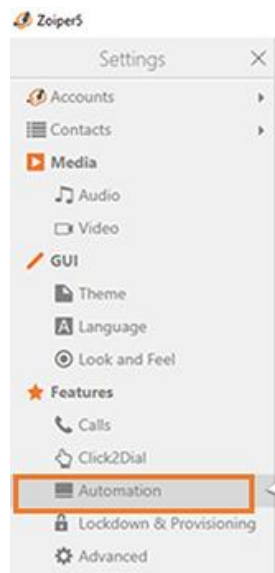 Zoiper5
Settings
Accounts
Contacts
Media
Audio
Video
GUI
Theme
Language
Look and Feel
Features
Calls
Click2Dial
Automation
Lockdown & Provisioning
Advanced